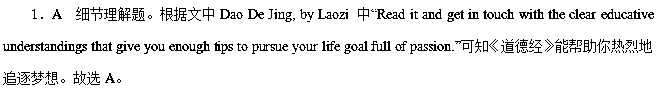 1．A　细节理解题。根据文中 Dao De Jing, by Laozi 中“Read it and get in touch with the clear educative
understandings that give you enough tips to pursue your life goal full of passion.”可知《道德经》能帮助你热烈地
追逐梦想。故选 A。